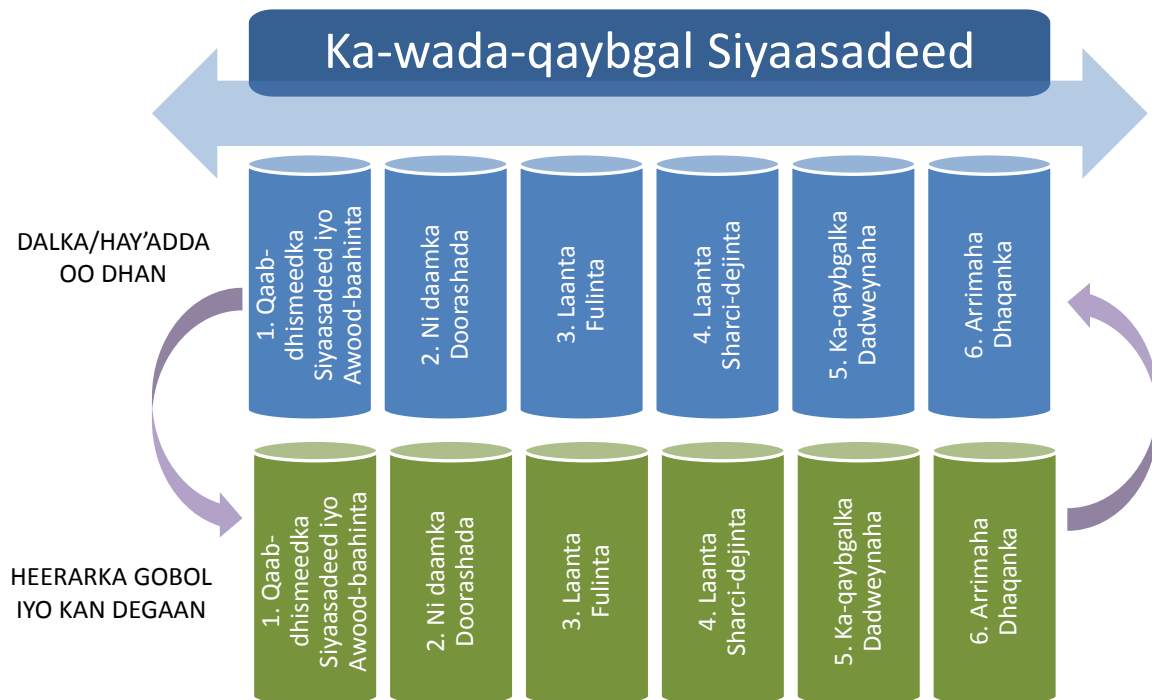 Ka-wada-qaybgal Siyaasadeed
DALKA/HAY’ADDA
OO DHAN
1. Qaab-
dhismeedka
Siyaasadeed iyo
Awood-baahinta
2. Ni daamka
Doorashada
3. Laanta
Fulinta
4. Laanta
Sharci-dejinta
5. Ka-qaybgalka
Dadweynaha
6. Arrimaha
Dhaqanka
HEERARKA GOBOL
IYO KAN DEGAAN
1. Qaab-
dhismeedka
Siyaasadeed iyo
Awood-baahinta
2. Ni daamka
Doorashada
3. Laanta
Fulinta
4. Laanta
Sharci-dejinta
5. Ka-qaybgalka
Dadweynaha
6. Arrimaha
Dhaqanka